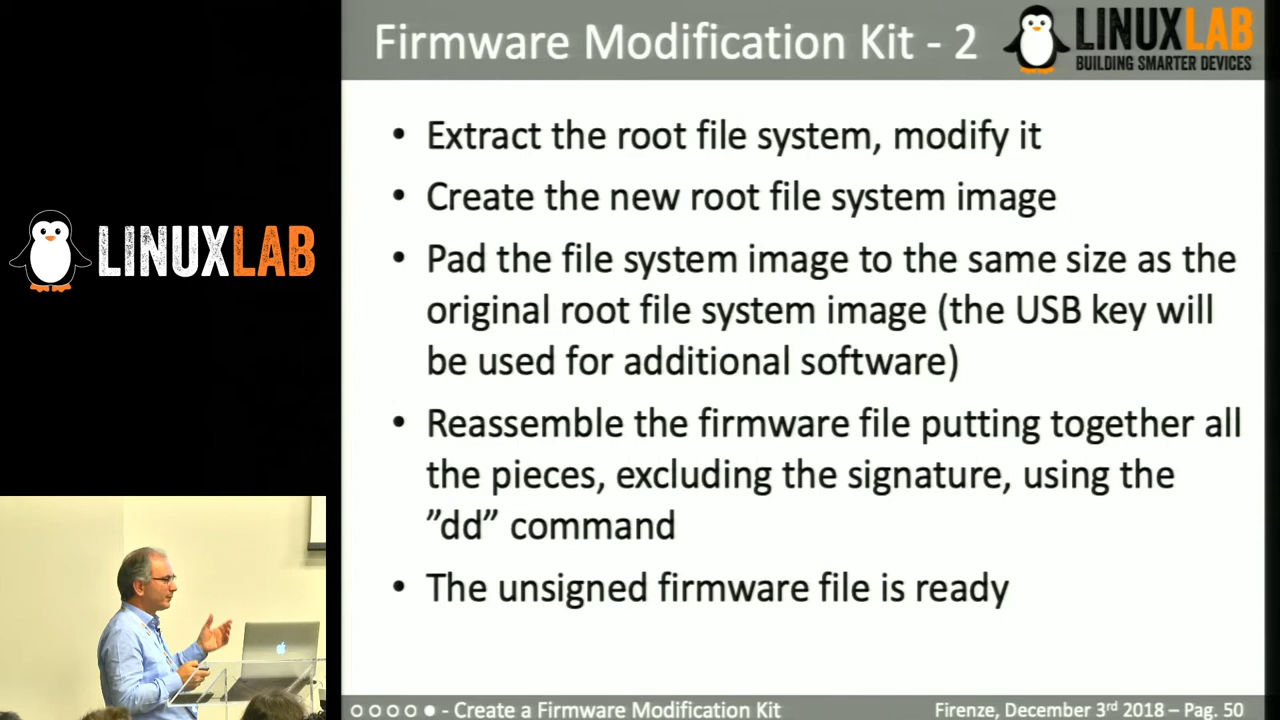 Firmware Modification Kit - 2
LINUXLAB
BUILDING SMARTER DEVICES
• Extract the root file system, modify it
• Create the new root file system image
• Pad the file system image to the same size as the
original root file system image (the USB key will
be used for additional software)
• Reassemble the firmware file putting together all
the pieces, excluding the signature, using the
”dd” command
• The unsigned firmware file is ready
LINUXLAB
- Create a Firmware Modification Kit
Firenze, December 3rd 2018 – Pag. 50